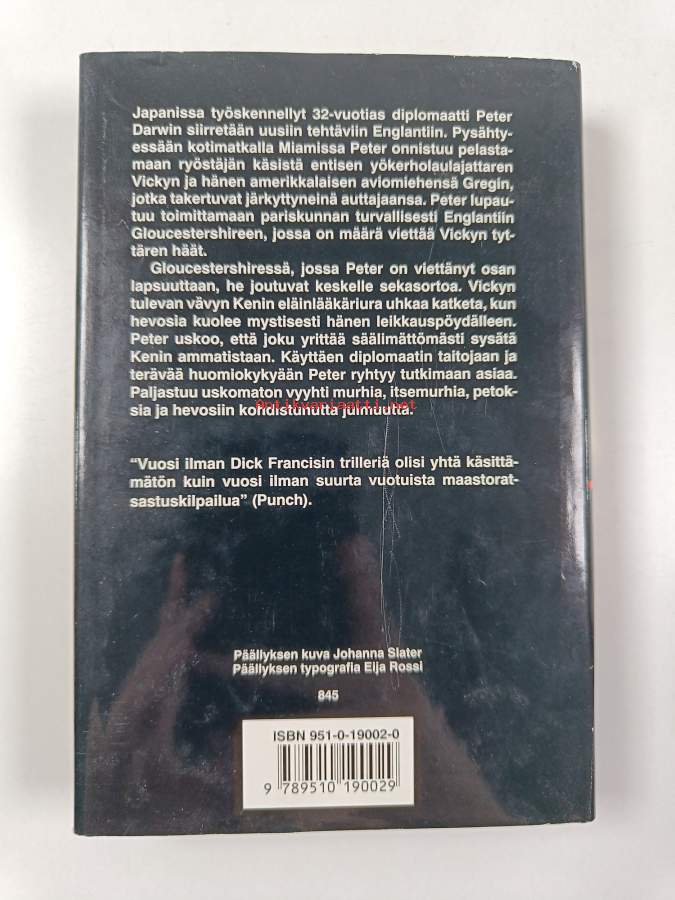 Japanissa työskennellyt 32-vuotias diplomaatti Peter
Darwin siirretään uusiin tehtäviin Englantiin. Pysähty-
essään kotimatkalla Miamissa Peter onnistuu pelasta-
maan ryöstäjän käsistä entisen yökerholaulajattaren
Vickyn ja hänen amerikkalaisen aviomiehensä Gregin,
jotka takertuvat järkyttyneinä auttajaansa. Peter lupau-
tuu toimittamaan pariskunnan turvallisesti Englantiin
Gloucestershireen, jossa on määrä viettää Vickyn tyt-
tären häät.
Gloucestershiressä, jossa Peter on viettänyt osan
lapsuuttaan, he joutuvat keskelle sekasortoa. Vickyn
tulevan vävyn Kenin eläinlääkäriura uhkaa katketa, kun
hevosia kuolee mystisesti hänen leikkauspöydälleen.
Peter uskoo, että joku yrittää säälimättömästi sysätä
Kenin ammatistaan. Käyttäen diplomaatin taitojaan ja
terävää huomiokykyään Peter ryhtyy tutkimaan asiaa.
Paljastuu uskomaton vyyhti murhia, itsemurhia, petok-
sia ja hevosiin kohdistunutta julmuutta.
Antikvariaatti.net
"Vuosi ilman Dick Francisin trilleriä olisi yhtä käsittä-
mätön kuin vuosi ilman suurta vuotuista maastorat-
sastuskilpailua" (Punch).
Päällyksen kuva Johanna Slater
Päällyksen typografia Eija Rossi
845
ISBN 951-0-19002-0
9 789510 190029